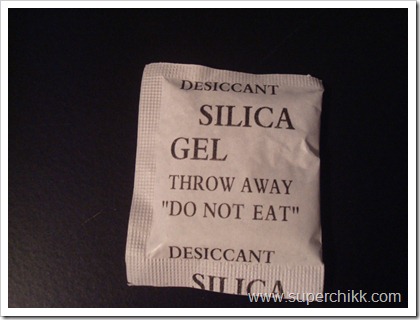 DESICCANT
SILICA
GEL
THROW AWAY
"DO NOT EAT"
DESICCANT
SILICA
www.superchikk.com